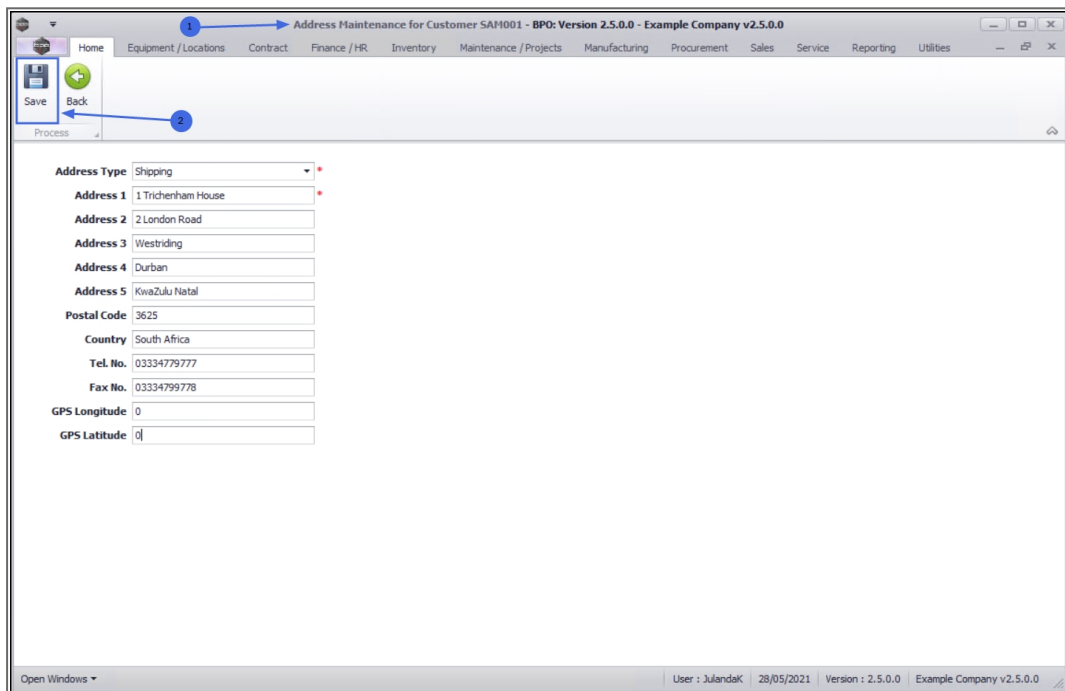 1
Address Maintenance for Customer SAM001 - BPO: Version 2.5.0.0 - Example Company v2.5.0.0
Home Equipment / Locations Contract Finance / HR Inventory Maintenance / Projects Manufacturing Procurement Sales Service Reporting Utilities
Save Back
2
Process
Address Type Shipping *
Address 1 1 Trichenham House *
Address 2 2 London Road
Address 3 Westriding
Address 4 Durban
Address 5 KwaZulu Natal
Postal Code 3625
Country South Africa
Tel. No. 03334779777
Fax No. 03334799778
GPS Longitude 0
GPS Latitude 0
Open Windows User : JulandaK 28/05/2021 Version : 2.5.0.0 Example Company v2.5.0.0